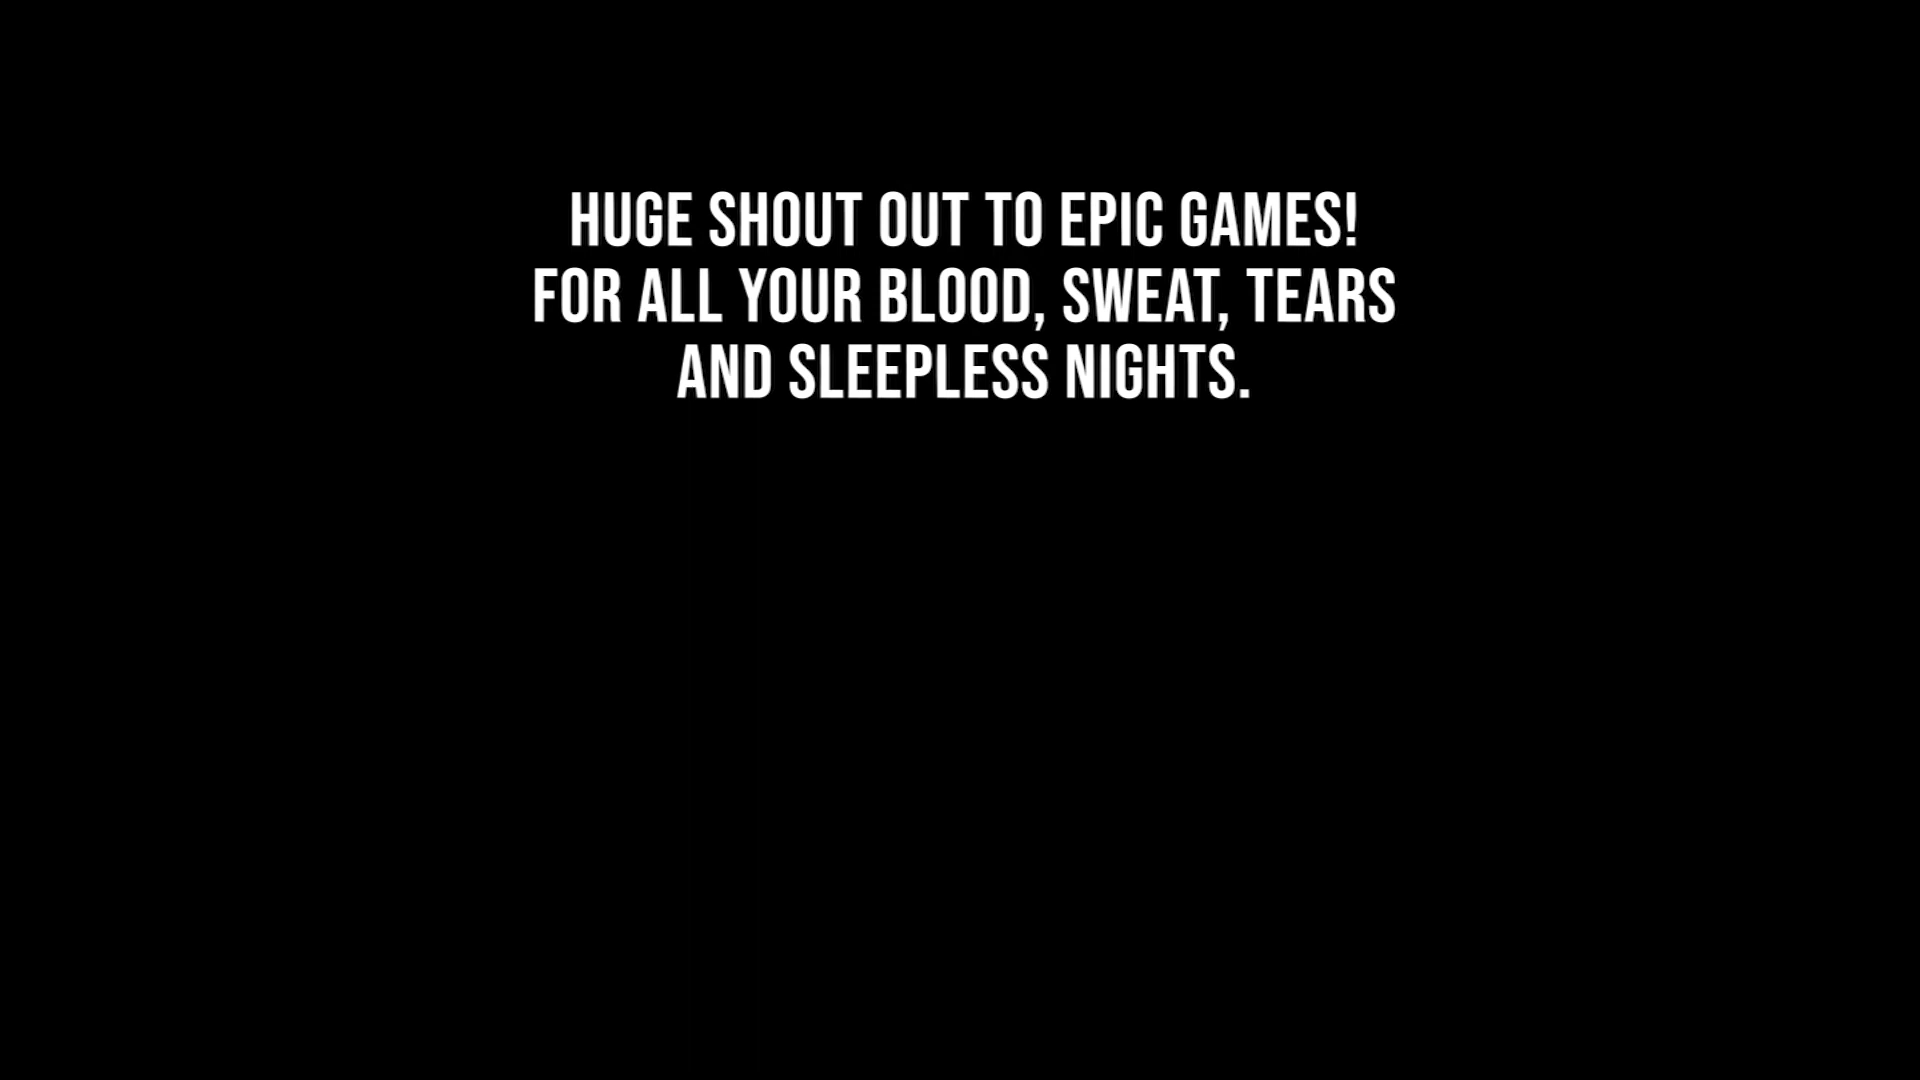 HUGE SHOUT OUT TO EPIC GAMES!
FOR ALL YOUR BLOOD, SWEAT, TEARS
AND SLEEPLESS NIGHTS.